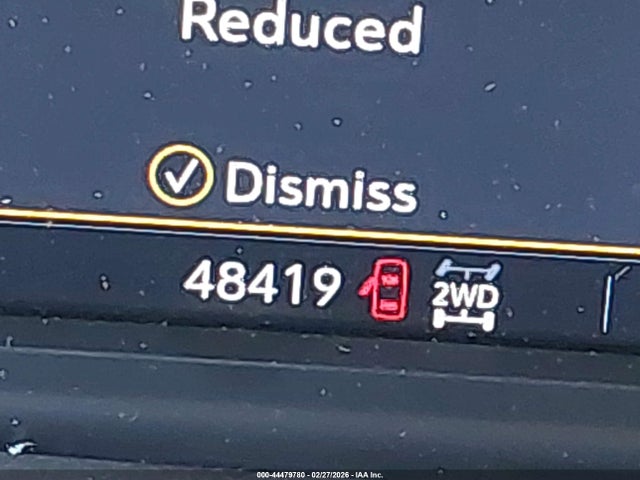 Reduced
Dismiss
48419 2WD
000-44479780 - 02/27/2026 - IAA Inc.